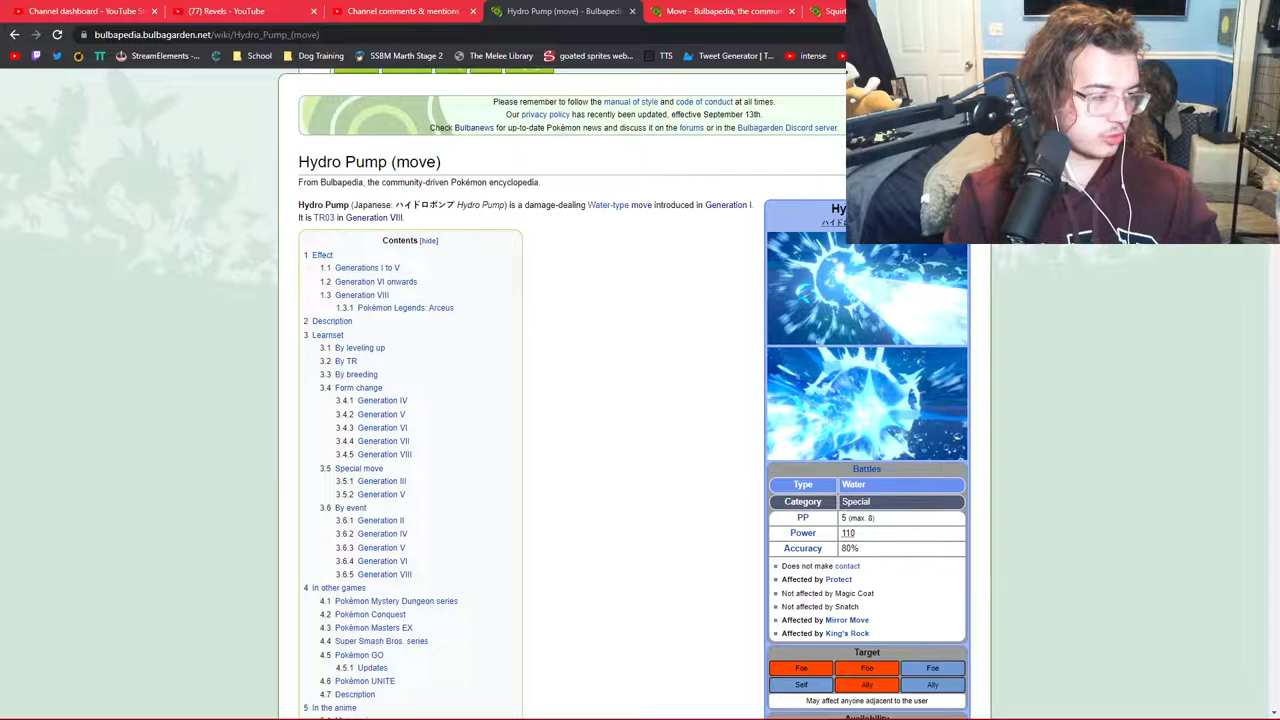 Channel dashboard - YouTube St
(77) Revels - YouTube
Channel comments & mentions
Hydro Pump (move) - Bulbapedi
Move - Bulbapedia, the commun
Squirt
bulbapedia.bulbagarden.net/wiki/Hydro_Pump_(move)
StreamElements -
School
Dog Training
SSBM Marth Stage 2
The Melee Library
goated sprites web...
TTS
Tweet Generator | T...
intense
Please remember to follow the manual of style and code of conduct at all times.
Our privacy policy has recently been updated, effective September 13th.
Check Bulbanews for up-to-date Pokémon news and discuss it on the forums or in the Bulbagarden Discord server.
Hydro Pump (move)
From Bulbapedia, the community-driven Pokémon encyclopedia.
Hydro Pump (Japanese: ハイドロポンプ Hydro Pump) is a damage-dealing Water-type move introduced in Generation I.
It is TR03 in Generation VIII.
Contents [hide]
1 Effect
1.1 Generations I to V
1.2 Generation VI onwards
1.3 Generation VIII
1.3.1 Pokémon Legends: Arceus
2 Description
3 Learnset
3.1 By leveling up
3.2 By TR
3.3 By breeding
3.4 Form change
3.4.1 Generation IV
3.4.2 Generation V
3.4.3 Generation VI
3.4.4 Generation VII
3.4.5 Generation VIII
3.5 Special move
3.5.1 Generation III
3.5.2 Generation V
3.6 By event
3.6.1 Generation II
3.6.2 Generation IV
3.6.3 Generation V
3.6.4 Generation VI
3.6.5 Generation VIII
4 In other games
4.1 Pokémon Mystery Dungeon series
4.2 Pokémon Conquest
4.3 Pokémon Masters EX
4.4 Super Smash Bros. series
4.5 Pokémon GO
4.5.1 Updates
4.6 Pokémon UNITE
4.7 Description
5 In the anime
Hy
ハイドロ
Battles
Type Water
Category Special
PP 5 (max. 8)
Power 110
Accuracy 80%
Does not make contact
Affected by Protect
Not affected by Magic Coat
Not affected by Snatch
Affected by Mirror Move
Affected by King's Rock
Target
Foe Foe Foe
Self Ally Ally
May affect anyone adjacent to the user
Availability